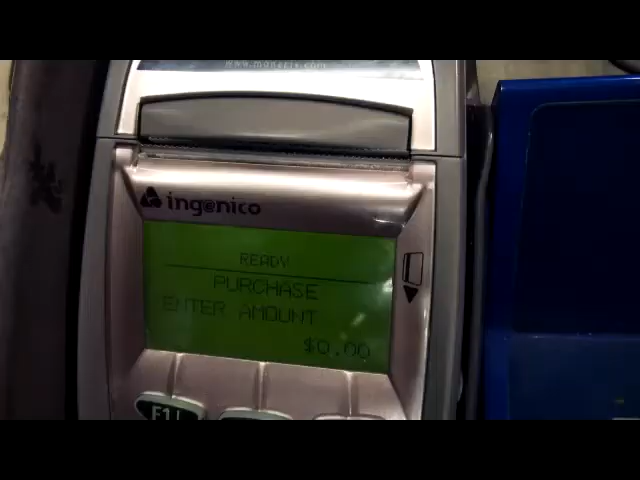 www.moneris.com
ingenico
READY
PURCHASE
ENTER AMOUNT
$0.00
F1